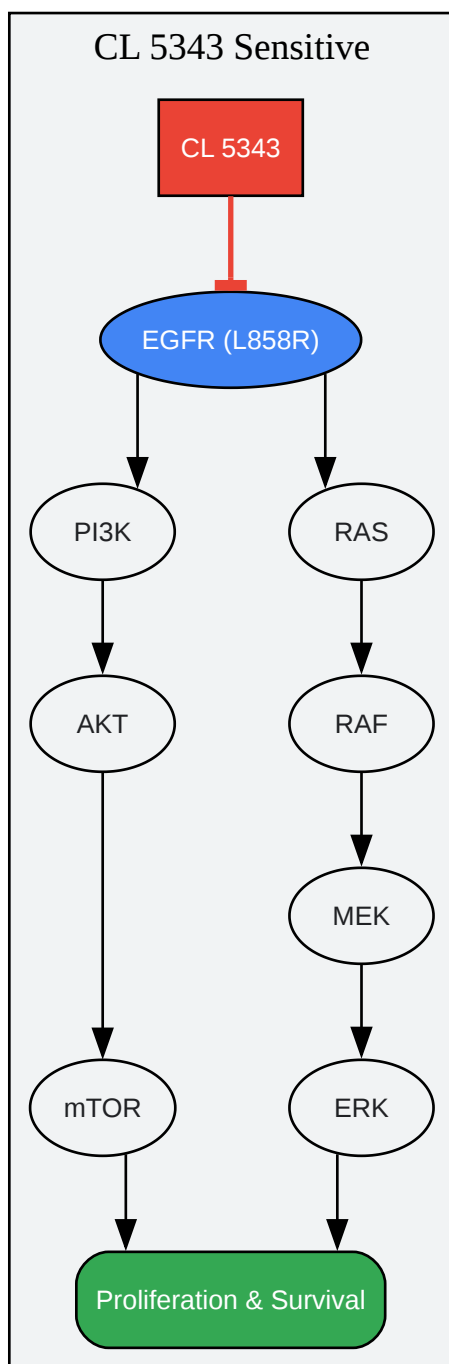 CL 5343 Sensitive
CL 5343
EGFR (L858R)
PI3K
RAS
AKT
RAF
MEK
mTOR
ERK
Proliferation & Survival